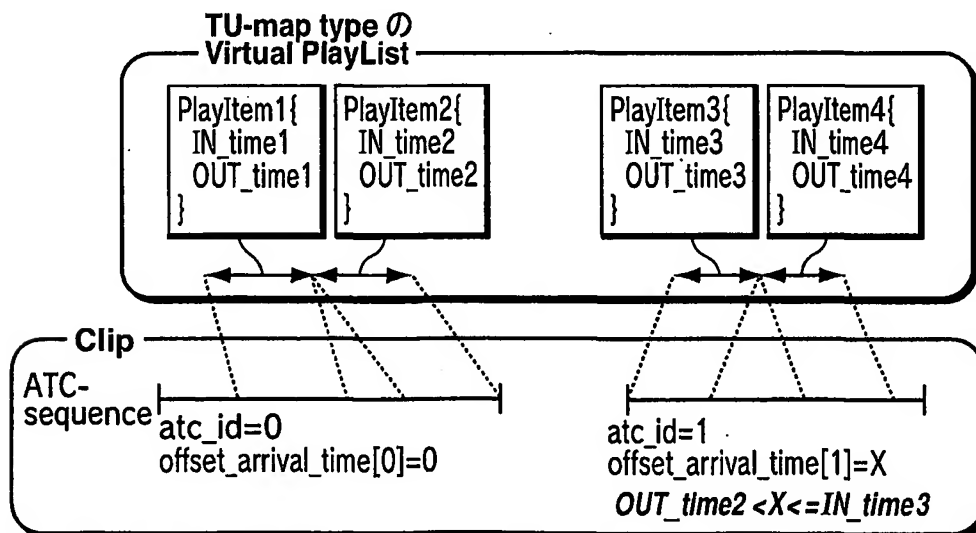 TU-map type の
Virtual PlayList
PlayItem1{
IN_time1
OUT_time1
}
PlayItem2{
IN_time2
OUT_time2
}
PlayItem3{
IN_time3
OUT_time3
}
PlayItem4{
IN_time4
OUT_time4
}
Clip
ATC-
sequence
atc_id=0
offset_arrival_time[0]=0
atc_id=1
offset_arrival_time[1]=X
OUT_time2<X<=IN_time3